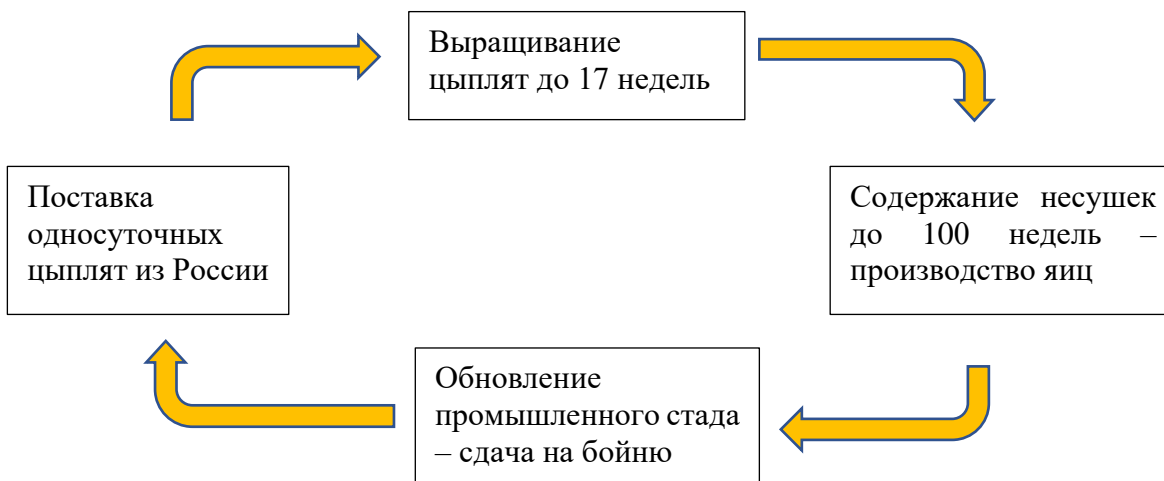 Выращивание
цыплят до 17 недель
Поставка
односуточных
цыплят из России
Содержание несушек
до 100 недель –
производство яиц
Обновление
промышленного стада
– сдача на бойню